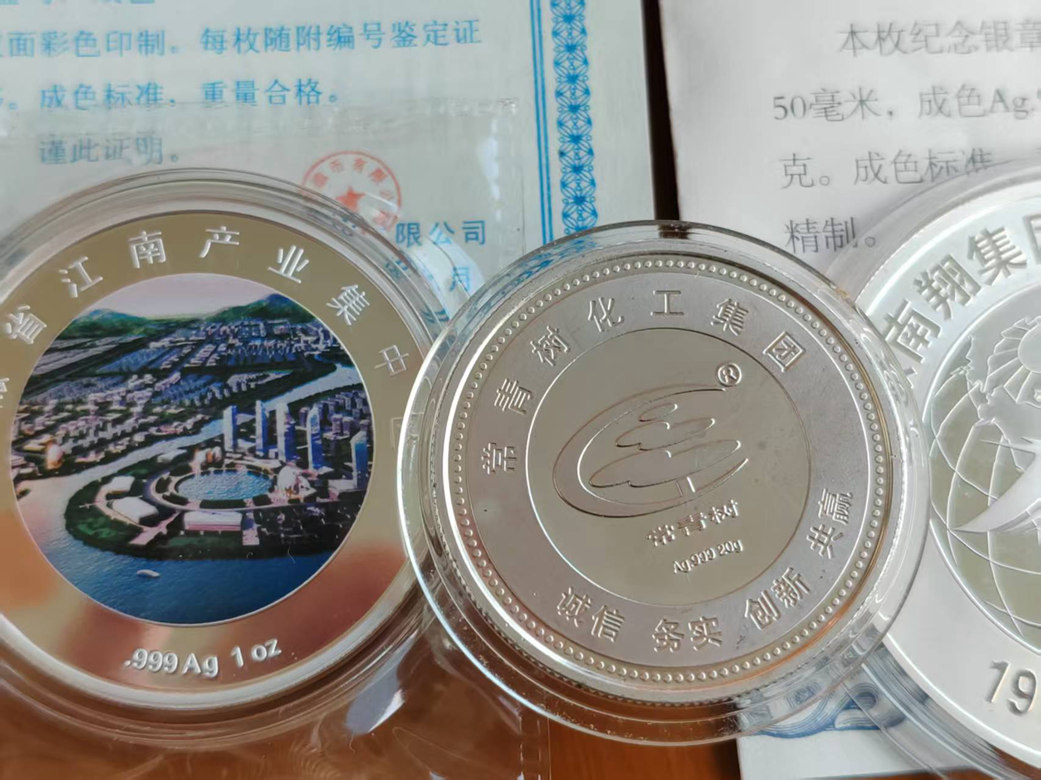 面彩色印制。每枚随附编号鉴定证
成色标准，重量合格。
谨此证明。
限公司
月
本枚纪念银章
50毫米，成色Ag.
克。成色标准
精制。
省江南产业集中
.999 Ag 1 oz
常青树化工集团
®
常青树
Ag.999 20g
诚信 务实 创新 共赢
南翔集团
19